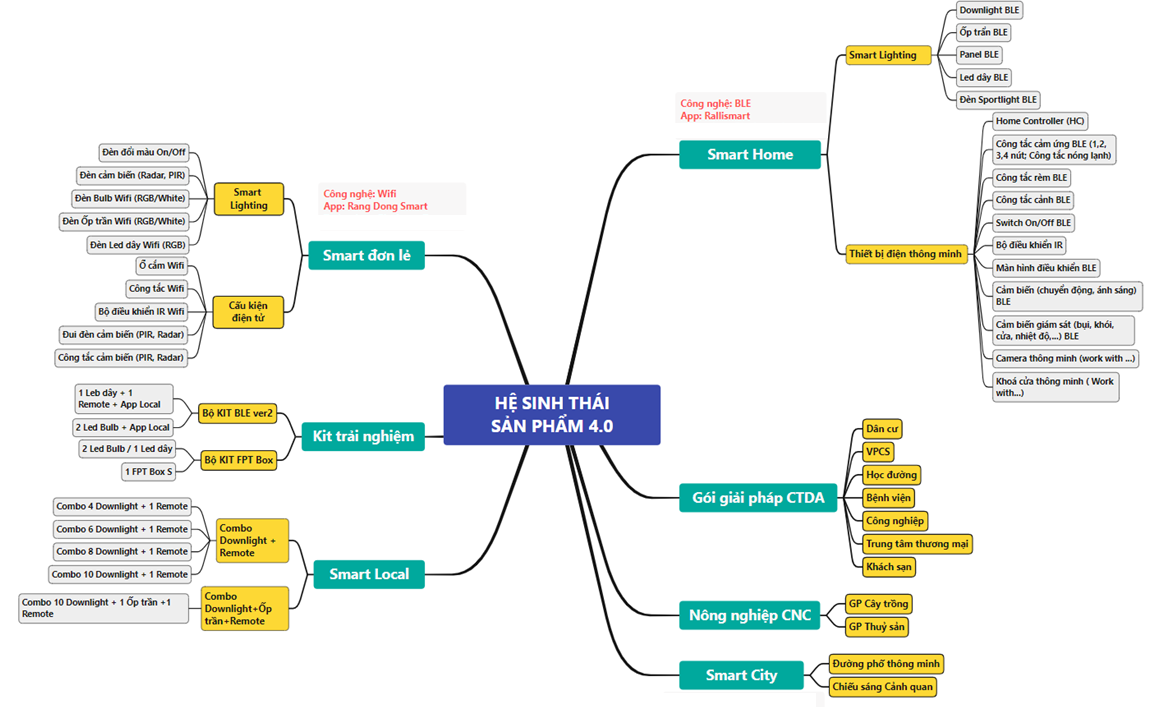 HỆ SINH THÁI
SẢN PHẨM 4.0
Công nghệ: BLE
App: Rallismart
Smart Home
Smart Lighting
Downlight BLE
Ốp trần BLE
Panel BLE
Led dây BLE
Đèn Sportlight BLE
Thiết bị điện thông minh
Home Controller (HC)
Công tắc cảm ứng BLE (1,2,
3,4 nút; Công tắc nóng lạnh)
Công tắc rèm BLE
Công tắc cảnh BLE
Switch On/Off BLE
Bộ điều khiển IR
Màn hình điều khiển BLE
Cảm biến (chuyển động, ánh sáng)
BLE
Cảm biến giám sát (bụi, khói,
cửa, nhiệt độ,...) BLE
Camera thông minh (work with ...)
Khoá cửa thông minh ( Work
with...)
Gói giải pháp CTDA
Dân cư
VPCS
Học đường
Bệnh viện
Công nghiệp
Trung tâm thương mại
Khách sạn
Nông nghiệp CNC
GP Cây trồng
GP Thuỷ sản
Smart City
Đường phố thông minh
Chiếu sáng Cảnh quan
Công nghệ: Wifi
App: Rang Dong Smart
Smart đơn lẻ
Smart
Lighting
Đèn đổi màu On/Off
Đèn cảm biến (Radar, PIR)
Đèn Bulb Wifi (RGB/White)
Đèn Ốp trần Wifi (RGB/White)
Đèn Led dây Wifi (RGB)
Cấu kiện
điện tử
Ổ cắm Wifi
Công tắc Wifi
Bộ điều khiển IR Wifi
Đui đèn cảm biến (PIR, Radar)
Công tắc cảm biến (PIR, Radar)
Kit trải nghiệm
Bộ KIT BLE ver2
1 Leb dây + 1
Remote + App Local
2 Led Bulb + App Local
Bộ KIT FPT Box
2 Led Bulb / 1 Led dây
1 FPT Box S
Smart Local
Combo
Downlight +
Remote
Combo 4 Downlight + 1 Remote
Combo 6 Downlight + 1 Remote
Combo 8 Downlight + 1 Remote
Combo 10 Downlight + 1 Remote
Combo
Downlight+Ốp
trần+Remote
Combo 10 Downlight + 1 Ốp trần +1
Remote